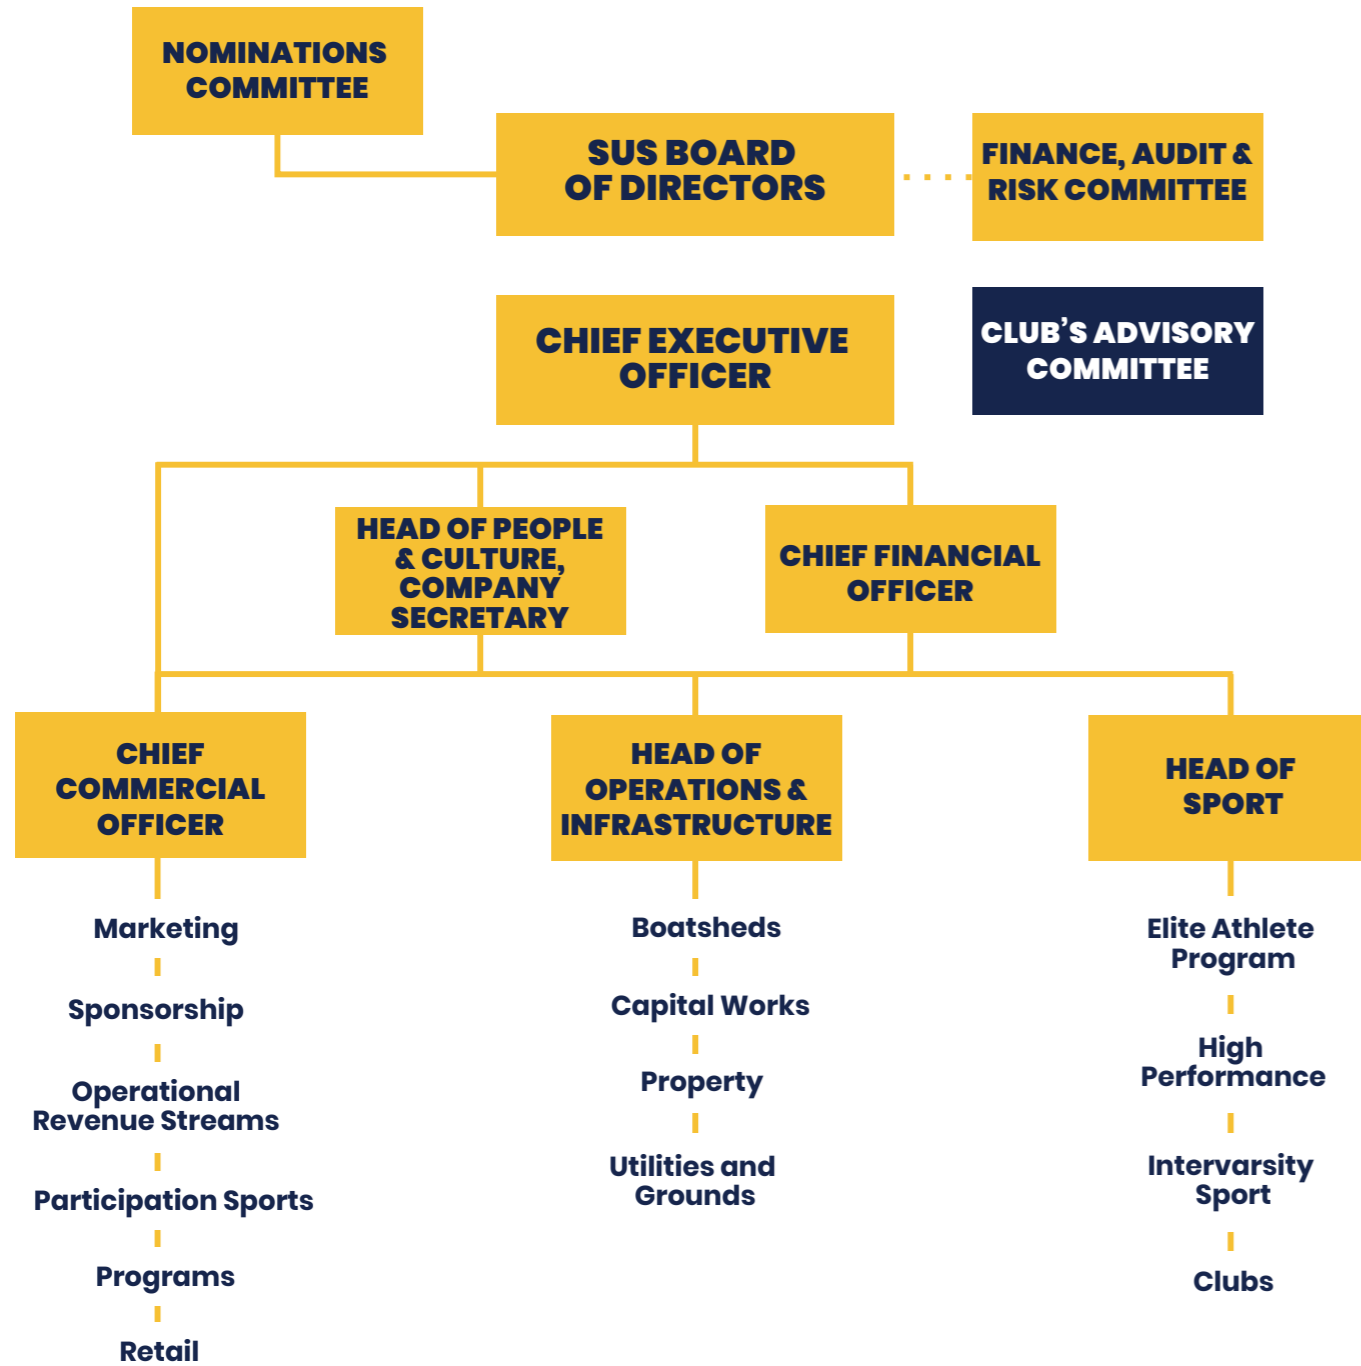 NOMINATIONS
COMMITTEE
SUS BOARD
OF DIRECTORS
FINANCE, AUDIT &
RISK COMMITTEE
CHIEF EXECUTIVE
OFFICER
CLUB’S ADVISORY
COMMITTEE
HEAD OF PEOPLE
& CULTURE,
COMPANY
SECRETARY
CHIEF FINANCIAL
OFFICER
CHIEF
COMMERCIAL
OFFICER
HEAD OF
OPERATIONS &
INFRASTRUCTURE
HEAD OF
SPORT
Marketing
Sponsorship
Operational
Revenue Streams
Participation Sports
Programs
Retail
Boatsheds
Capital Works
Property
Utilities and
Grounds
Elite Athlete
Program
High
Performance
Intervarsity
Sport
Clubs